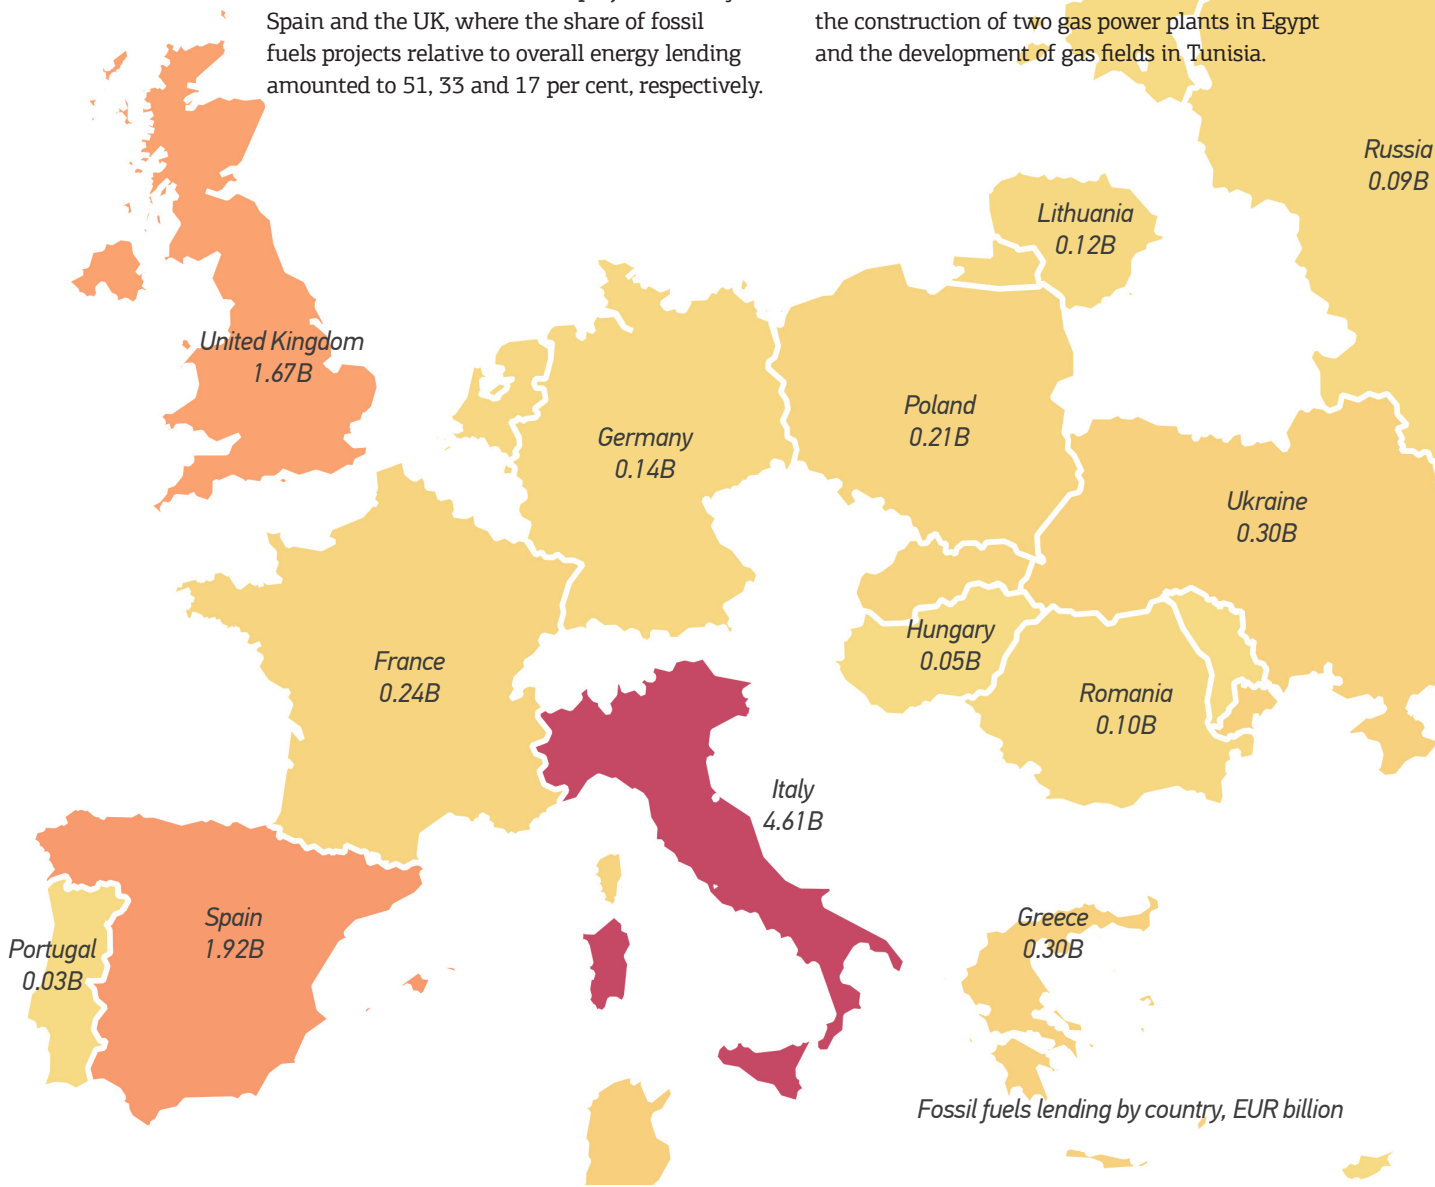 Spain and the UK, where the share of fossil
fuels projects relative to overall energy lending
amounted to 51, 33 and 17 per cent, respectively.
the construction of two gas power plants in Egypt
and the development of gas fields in Tunisia.
Russia
0.09B
Lithuania
0.12B
United Kingdom
1.67B
Poland
0.21B
Germany
0.14B
Ukraine
0.30B
Hungary
0.05B
France
0.24B
Romania
0.10B
Italy
4.61B
Spain
1.92B
Portugal
0.03B
Greece
0.30B
Fossil fuels lending by country, EUR billion